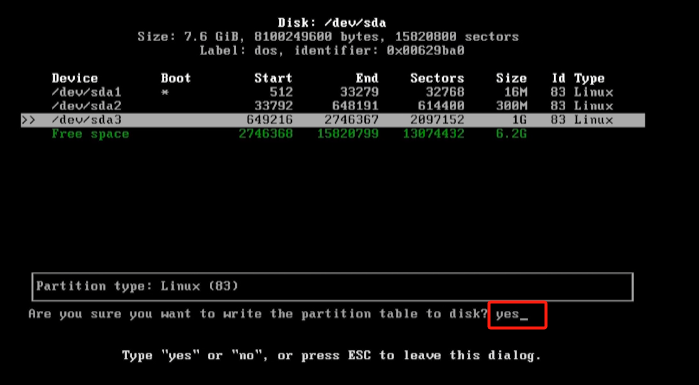 Disk: /dev/sda
Size: 7.6 GiB, 8100249600 bytes, 15820800 sectors
Label: dos, identifier: 0x00629ba0
Device Boot Start End Sectors Size Id Type
/dev/sda1 * 512 33279 32768 16M 83 Linux
/dev/sda2 33792 648191 614400 300M 83 Linux
>> /dev/sda3 649216 2746367 2097152 1G 83 Linux
Free space 2746368 15820799 13074432 6.2G
Partition type: Linux (83)
Are you sure you want to write the partition table to disk? yes_
Type "yes" or "no", or press ESC to leave this dialog.